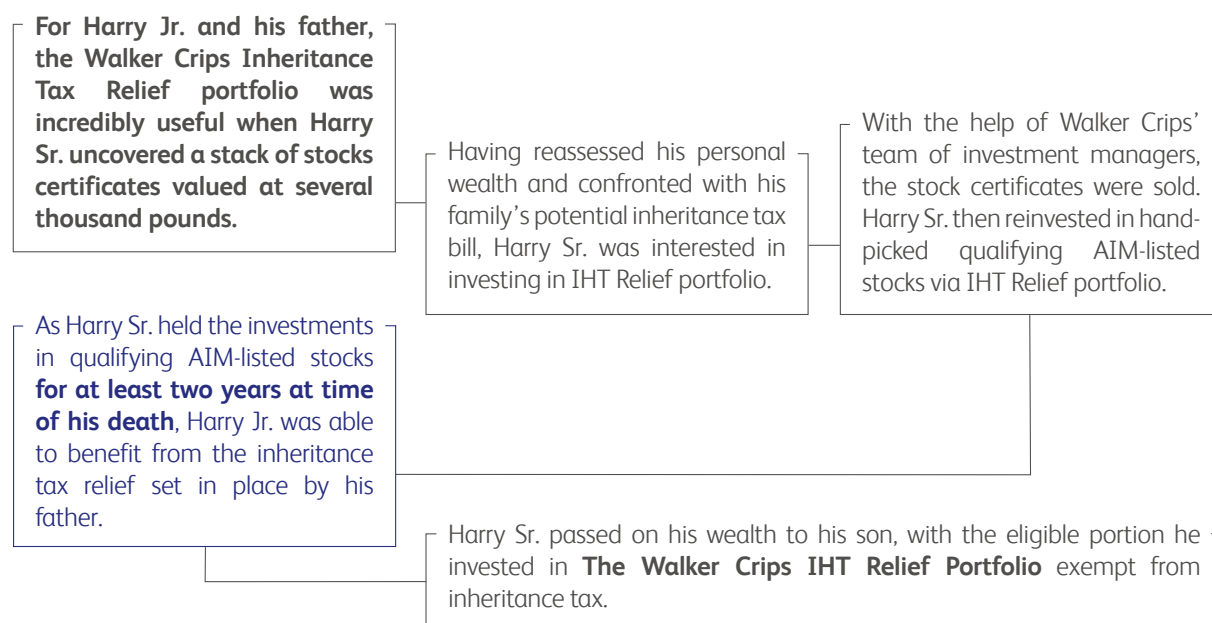 For Harry Jr. and his father,
the Walker Crips Inheritance
Tax Relief portfolio was
incredibly useful when Harry
Sr. uncovered a stack of stocks
certificates valued at several
thousand pounds.
Having reassessed his personal
wealth and confronted with his
family’s potential inheritance tax
bill, Harry Sr. was interested in
investing in IHT Relief portfolio.
With the help of Walker Crips’
team of investment managers,
the stock certificates were sold.
Harry Sr. then reinvested in hand-
picked qualifying AIM-listed
stocks via IHT Relief portfolio.
As Harry Sr. held the investments
in qualifying AIM-listed stocks
for at least two years at time
of his death, Harry Jr. was able
to benefit from the inheritance
tax relief set in place by his
father.
Harry Sr. passed on his wealth to his son, with the eligible portion he
invested in The Walker Crips IHT Relief Portfolio exempt from
inheritance tax.